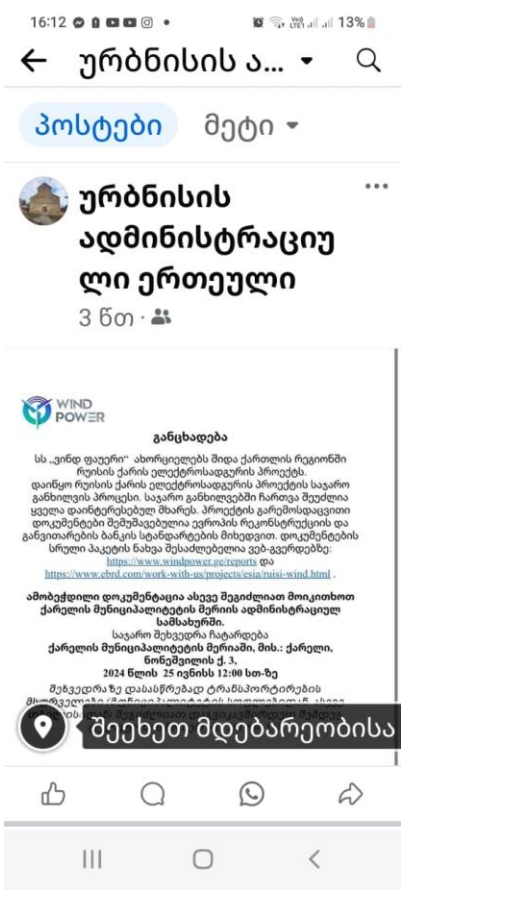 16:12
13%
ურბნისის ა...
პოსტები მეტი
ურბნისის
ადმინისტრაციუ
ლი ერთეული
3 წთ ·
WIND
POWER
განცხადება
სს „ვინდ ფაუერი“ ახორციელებს შიდა ქართლის რეგიონში
რუისის ქარის ელექტროსადგურის პროექტს.
დაიწყო რუისის ქარის ელექტროსადგურის პროექტის საჯარო
განხილვის პროცესი. საჯარო განხილვებში ჩართვა შეუძლია
ყველა დაინტერესებულ მხარეს. პროექტის გარემოსდაცვითი
დოკუმენტები შემუშავებულია ევროპის რეკონსტრუქციის და
განვითარების ბანკის სტანდარტების მიხედვით. დოკუმენტების
სრული პაკეტის ნახვა შესაძლებელია ვებ-გვერდებზე:
https://www.windpower.ge/reports და
https://www.ebrd.com/work-with-us/projects/esia/ruisi-wind.html .
ამობეჭდილი დოკუმენტაცია ასევე შეგიძლიათ მოიკითხოთ
ქარელის მუნიციპალიტეტის მერიის ადმინისტრაციულ
სამსახურში.
საჯარო შეხვედრა ჩატარდება
ქარელის მუნიციპალიტეტის მერიაში, მის.: ქარელი,
ნონეშვილის ქ. 3,
2024 წლის 25 ივნისს 12:00 სთ-ზე
შეხვედრაზე დასასწრებად ტრანსპორტირების
შეეხეთ მდებარეობისა